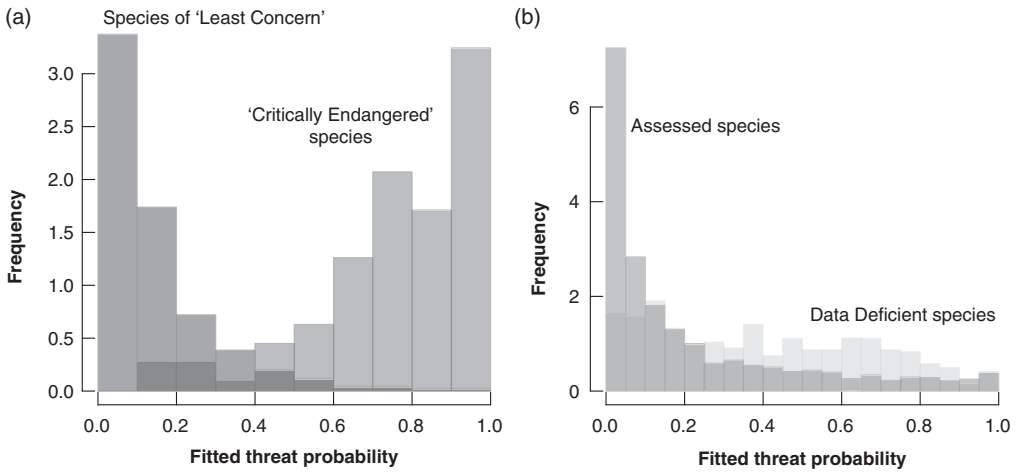 (a)
Species of ‘Least Concern’
‘Critically Endangered’
species
Frequency
3.0
2.5
2.0
1.5
1.0
0.5
0.0
0.0 0.2 0.4 0.6 0.8 1.0
Fitted threat probability
(b)
Assessed species
Data Deficient species
Frequency
6
4
2
0
0.0 0.2 0.4 0.6 0.8 1.0
Fitted threat probability